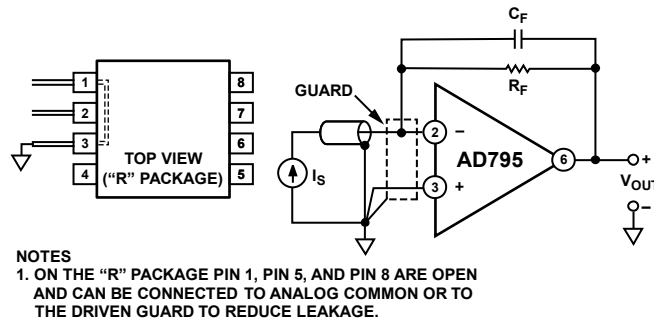 1
2
3
4
8
7
6
5
TOP VIEW
("R" PACKAGE)
GUARD
IS
CF
RF
2
−
3
+
AD795
6
+
VOUT
−
NOTES
1. ON THE "R" PACKAGE PIN 1, PIN 5, AND PIN 8 ARE OPEN
AND CAN BE CONNECTED TO ANALOG COMMON OR TO
THE DRIVEN GUARD TO REDUCE LEAKAGE.